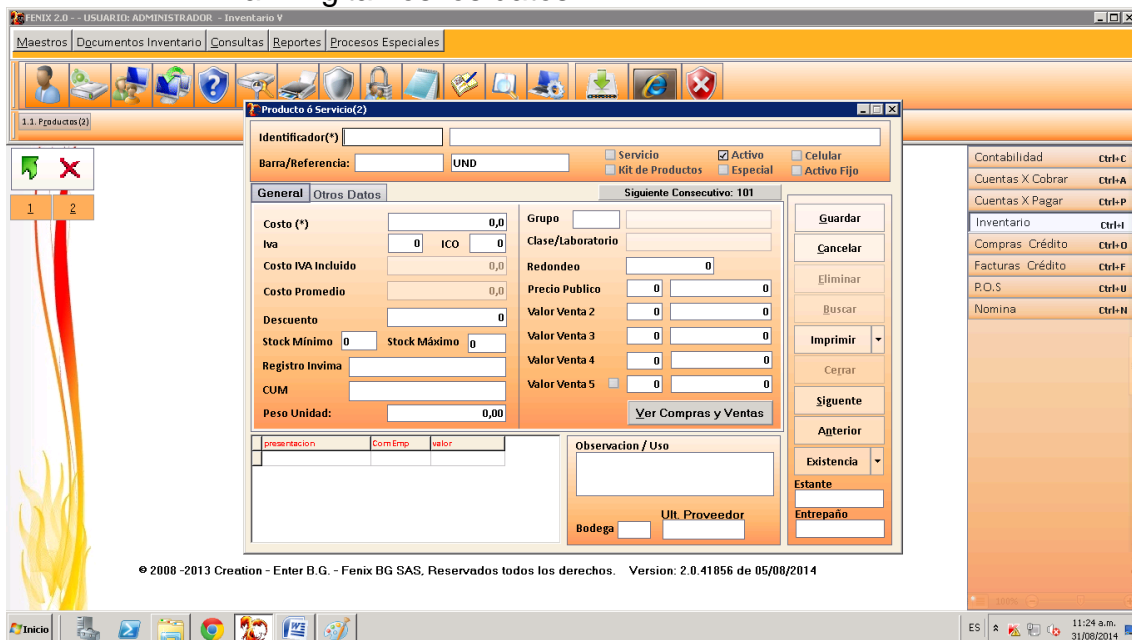 FENIX 2.0 - - USUARIO: ADMINISTRADOR - Inventario V
Maestros Documentos Inventario Consultas Reportes Procesos Especiales
1.1. Productos(2)
1 2
Producto ó Servicio(2)
Identificador(*)
Barra/Referencia: UND
Servicio Activo Celular
Kit de Productos Especial Activo Fijo
General Otros Datos
Siguiente Consecutivo: 101
Costo (*) 0,0
Iva 0 ICO 0
Costo IVA Incluido 0,0
Costo Promedio 0,0
Descuento 0
Stock Mínimo 0 Stock Máximo 0
Registro Invima
CUM
Peso Unidad: 0,00
Grupo
Clase/Laboratorio
Redondeo 0
Precio Publico 0 0
Valor Venta 2 0 0
Valor Venta 3 0 0
Valor Venta 4 0 0
Valor Venta 5 0 0
Ver Compras y Ventas
Guardar
Cancelar
Eliminar
Buscar
Imprimir
Cerrar
Siguente
Anterior
Existencia
Estante
Entrepaño
presentacion Com Emp valor
Observacion / Uso
Ult. Proveedor
Bodega
Contabilidad Ctrl+C
Cuentas X Cobrar Ctrl+A
Cuentas X Pagar Ctrl+P
Inventario Ctrl+I
Compras Crédito Ctrl+O
Facturas Crédito Ctrl+F
P.O.S Ctrl+U
Nomina Ctrl+N
© 2008 -2013 Creation - Enter B.G. - Fenix BG SAS, Reservados todos los derechos. Version: 2.0.41856 de 05/08/2014
100%
Inicio
ES
11:24 a.m.
31/08/2014